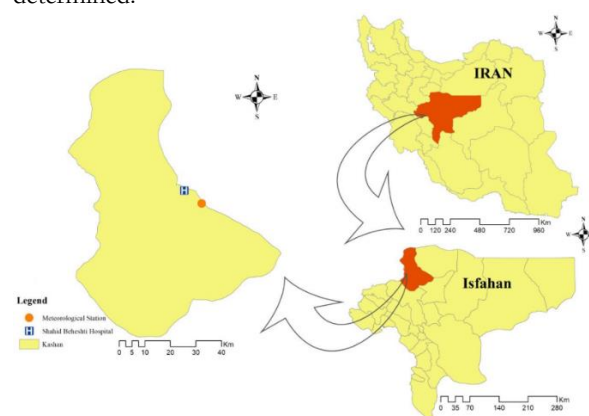 determined.
N
W E
S
IRAN
0 120 240 480 720 960
Km
N
W E
S
Isfahan
0 35 70 140 210 280
Km
N
W E
S
H
Legend
Meteorological Station
H Shahid Beheshti Hospital
Kashan
0 5 10 20 30 40
Km